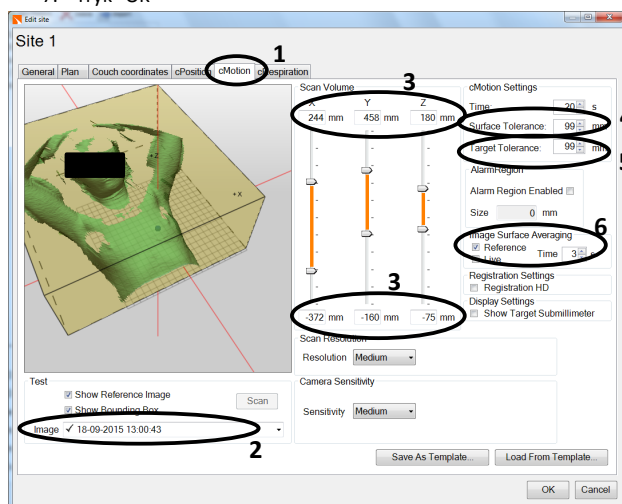 Edit site
Site 1
1
General Plan Couch coordinates cPosition cMotion
Scan Volume
3
X Y Z
244 mm 458 mm 180 mm
+Z
+X
3
-372 mm -160 mm -75 mm
Scan Resolution
Resolution Medium
Camera Sensitivity
Sensitivity Medium
cMotion Settings
Time: 20 s
Surface Tolerance: 99 mm
Target Tolerance: 99 mm
AlarmRegion
Alarm Region Enabled
Size 0 mm
6
Image Surface Averaging
Reference
Live
Time 3 s
Registration Settings
Registration HD
Display Settings
Show Target Submillimeter
Test
Show Reference Image
Show Bounding Box
Scan
Image ✓ 18-09-2015 13:00:43
2
Save As Template... Load From Template...
OK Cancel